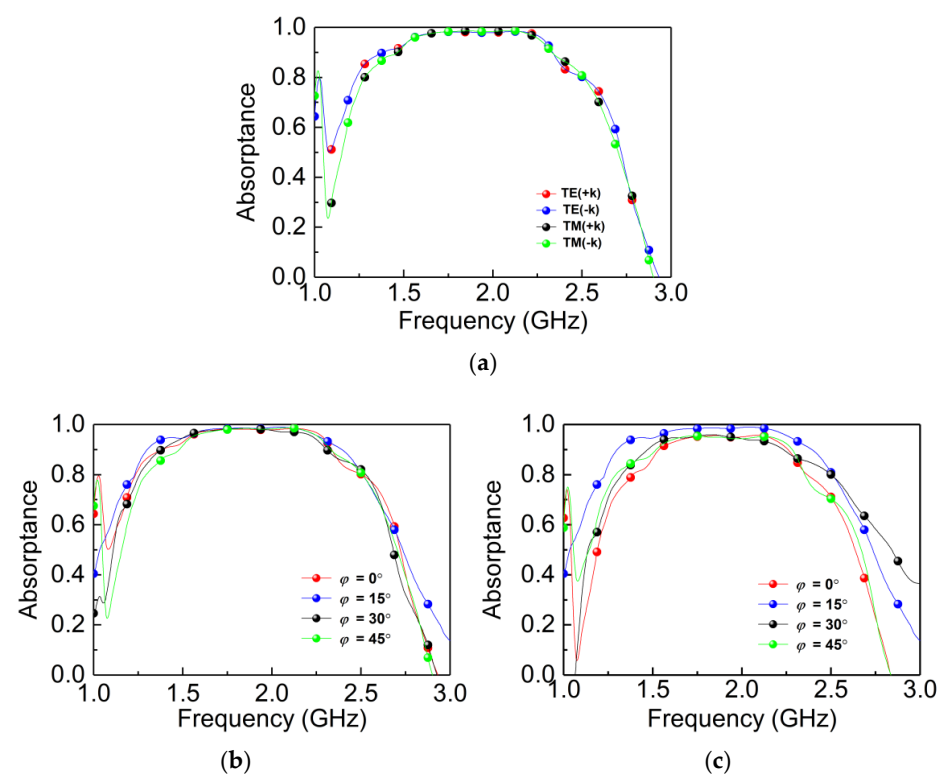 1.0
0.8
0.6
0.4
0.2
0.0
Absorptance
TE(+k)
TE(-k)
TM(+k)
TM(-k)
1.0 1.5 2.0 2.5 3.0
Frequency (GHz)
(a)
1.0
0.8
0.6
0.4
0.2
0.0
Absorptance
φ = 0°
φ = 15°
φ = 30°
φ = 45°
1.0 1.5 2.0 2.5 3.0
Frequency (GHz)
(b)
1.0
0.8
0.6
0.4
0.2
0.0
Absorptance
φ = 0°
φ = 15°
φ = 30°
φ = 45°
1.0 1.5 2.0 2.5 3.0
Frequency (GHz)
(c)